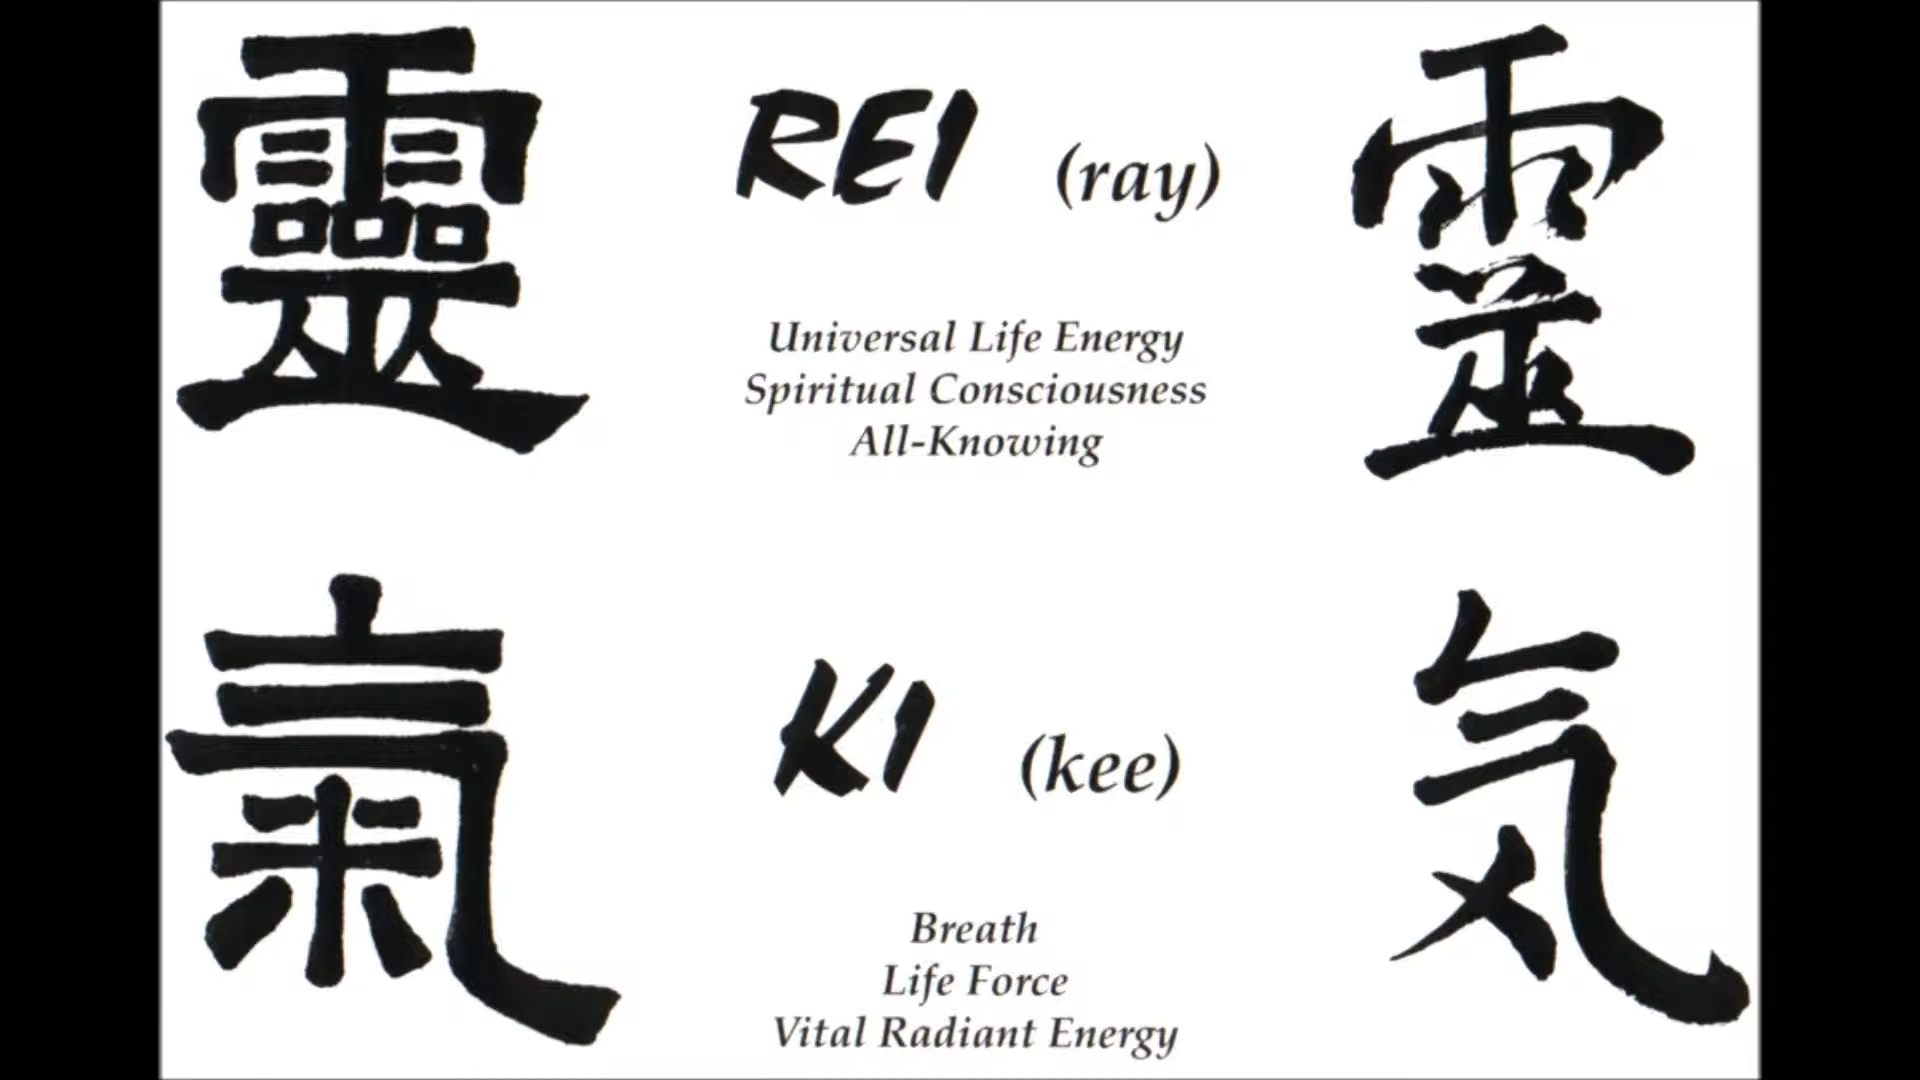 靈 REI (ray) 霊
Universal Life Energy
Spiritual Consciousness
All-Knowing
氣 KI (kee) 気
Breath
Life Force
Vital Radiant Energy